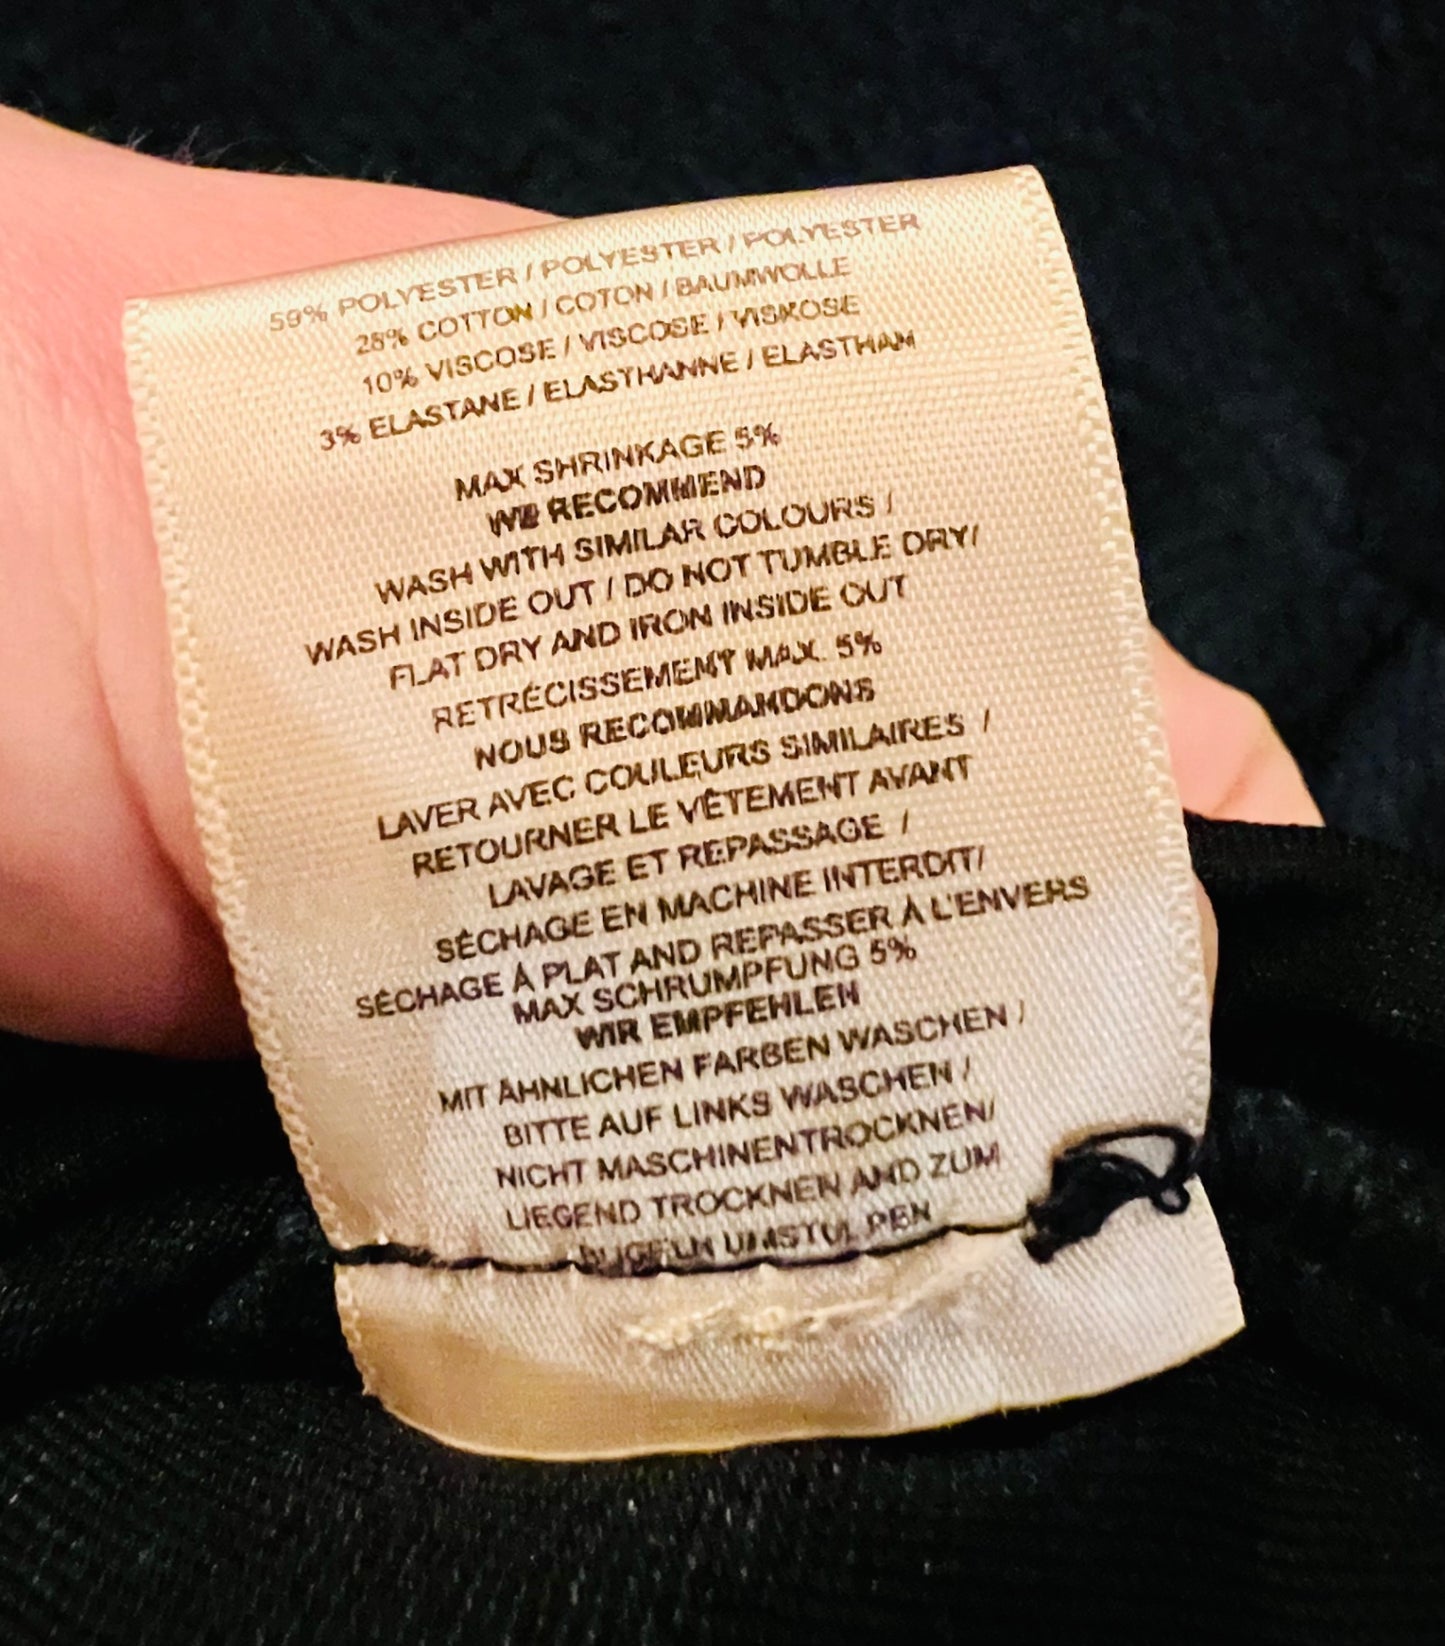 59% POLYESTER / POLYESTER / POLYESTER
28% COTTON / COTON / BAUMWOLLE
10% VISCOSE / VISCOSE / VISKOSE
3% ELASTANE / ELASTHANNE / ELASTHAN
MAX SHRINKAGE 5%
WE RECOMMEND
WASH WITH SIMILAR COLOURS /
WASH INSIDE OUT / DO NOT TUMBLE DRY/
FLAT DRY AND IRON INSIDE OUT
RETRÉCISSEMENT MAX. 5%
NOUS RECOMMANDONS
LAVER AVEC COULEURS SIMILAIRES /
RETOURNER LE VÊTEMENT AVANT
LAVAGE ET REPASSAGE /
SÉCHAGE EN MACHINE INTERDIT/
SÉCHAGE À PLAT AND REPASSER À L'ENVERS
MAX SCHRUMPFUNG 5%
WIR EMPFEHLEN
MIT ÄHNLICHEN FARBEN WASCHEN /
BITTE AUF LINKS WASCHEN /
NICHT MASCHINENTROCKNEN/
LIEGEND TROCKNEN AND ZUM
BUGELN UMSTULPEN